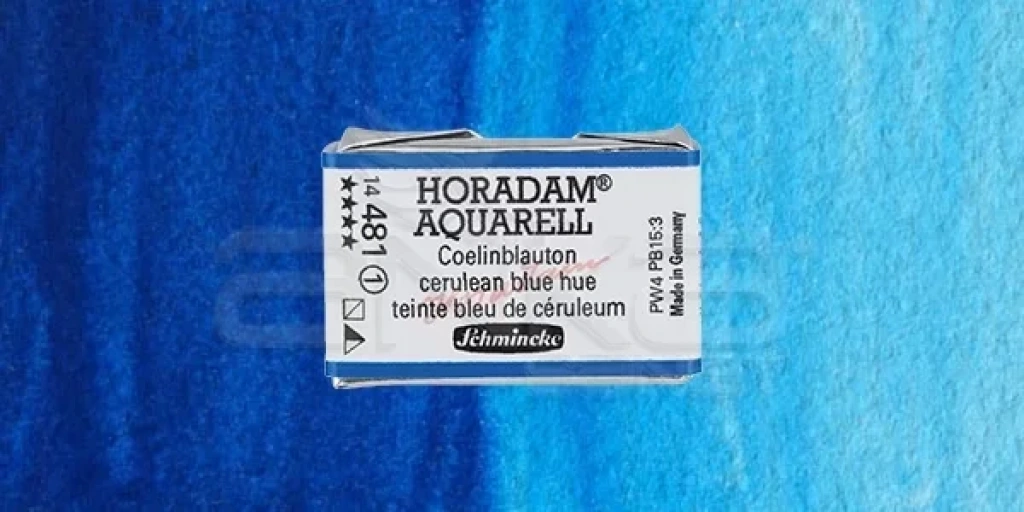 HORADAM®
AQUARELL
Coelinblauton
cerulean blue hue
teinte bleu de céruleum
Schmincke
14 481 1
PW4 PB15:3
Made in Germany